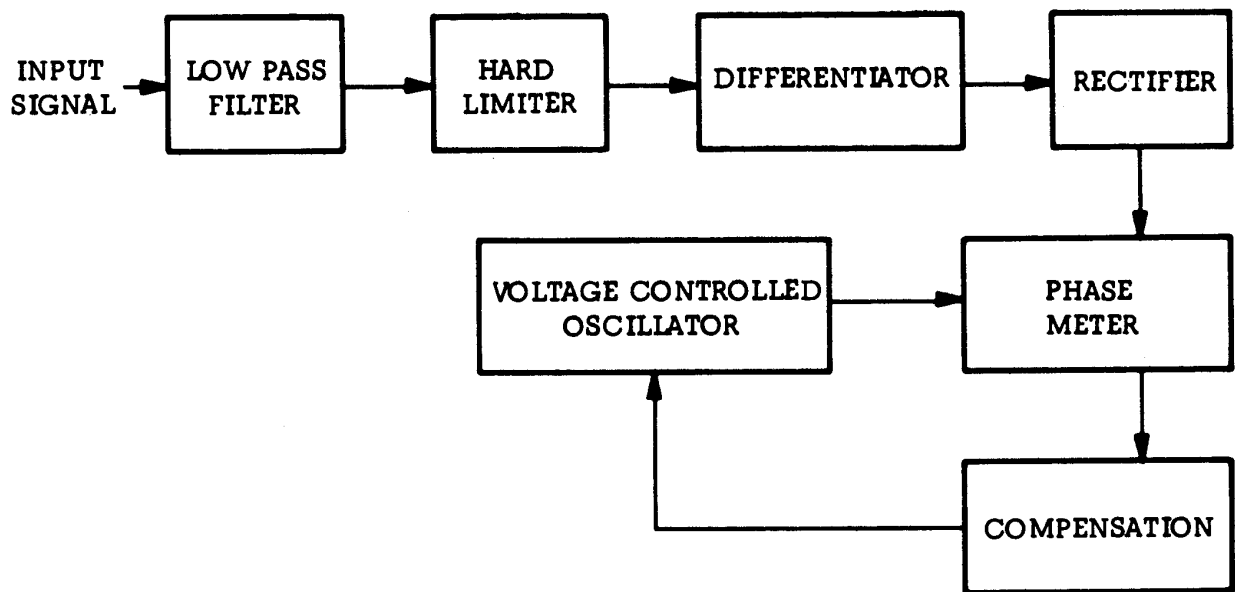 INPUT
SIGNAL
LOW PASS
FILTER
HARD
LIMITER
DIFFERENTIATOR
RECTIFIER
VOLTAGE CONTROLLED
OSCILLATOR
PHASE
METER
COMPENSATION